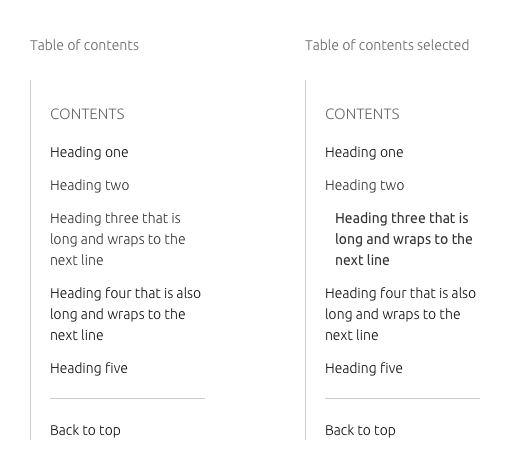 Table of contents
CONTENTS
Heading one
Heading two
Heading three that is
long and wraps to the
next line
Heading four that is also
long and wraps to the
next line
Heading five
Back to top
Table of contents selected
CONTENTS
Heading one
Heading two
Heading three that is
long and wraps to the
next line
Heading four that is also
long and wraps to the
next line
Heading five
Back to top